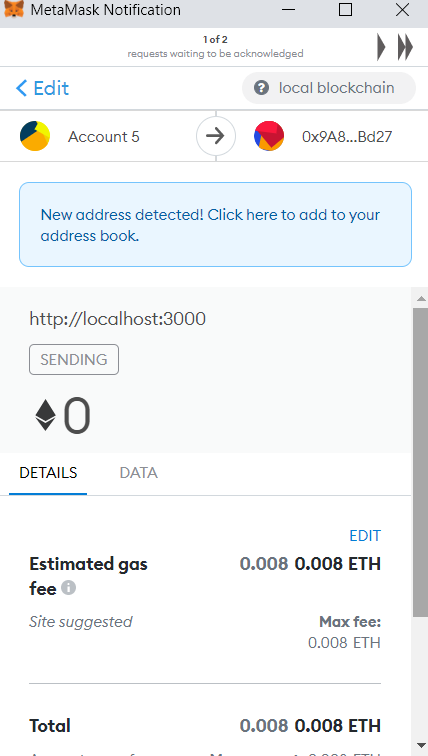 MetaMask Notification
1 of 2
requests waiting to be acknowledged
Edit
? local blockchain
Account 5
0x9A8...Bd27
New address detected! Click here to add to your
address book.
http://localhost:3000
SENDING
0
DETAILS
DATA
EDIT
Estimated gas
fee
0.008 0.008 ETH
Site suggested
Max fee:
0.008 ETH
Total
0.008 0.008 ETH